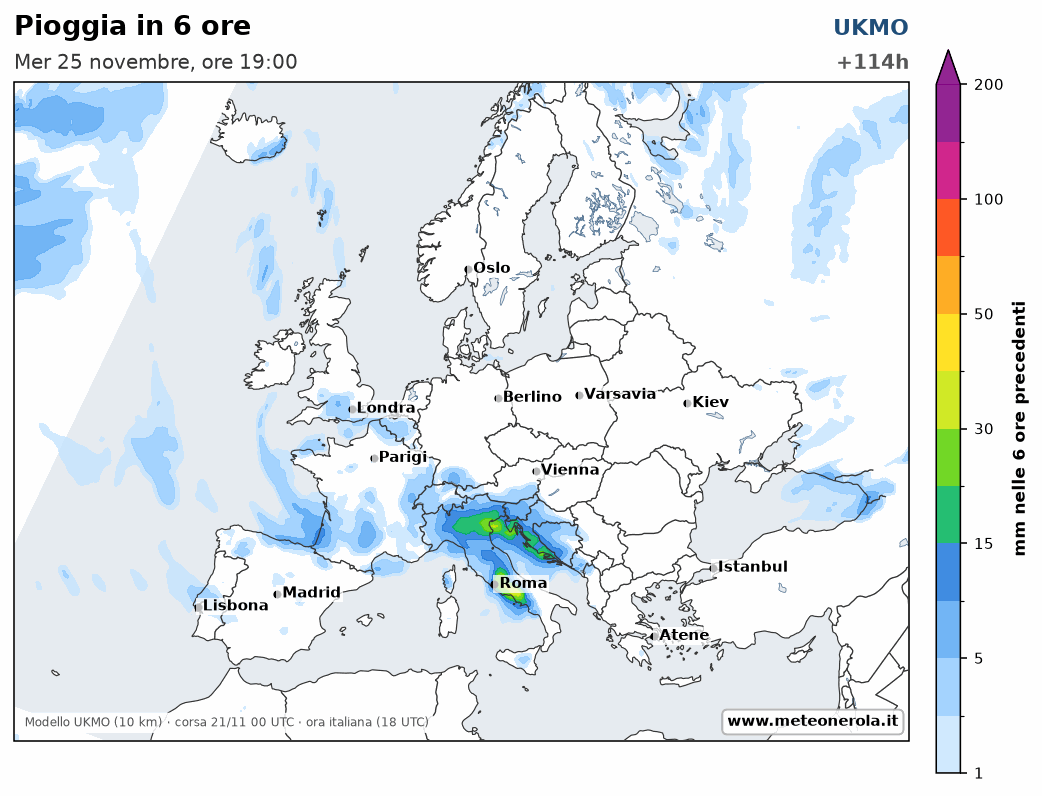 Pioggia in 6 ore
UKMO
Mer 25 novembre, ore 19:00
+114h
200
100
50
30
15
5
1
mm nelle 6 ore precedenti
Oslo
Berlino
Varsavia
Kiev
Londra
Parigi
Vienna
Istanbul
Roma
Madrid
Lisbona
Atene
Modello UKMO (10 km) · corsa 21/11 00 UTC · ora italiana (18 UTC)
www.meteonerola.it